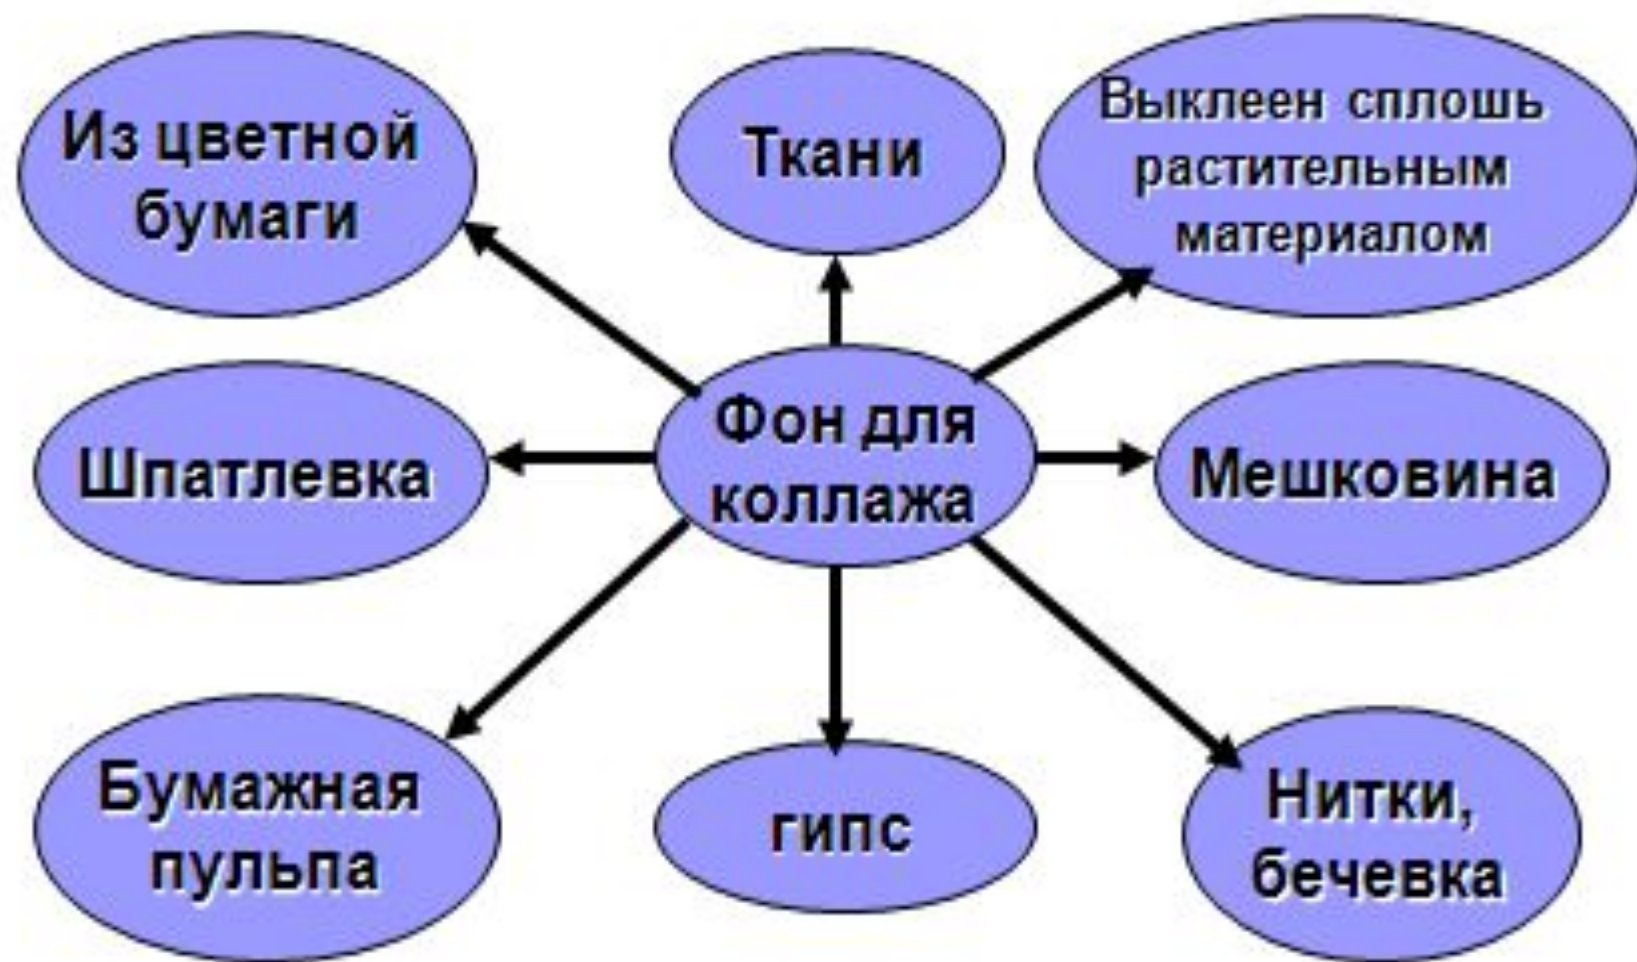 Из цветной
бумаги
Ткани
Выклеен сплошь
растительным
материалом
Шпатлевка
Фон для
коллажа
Мешковина
Бумажная
пульпа
гипс
Нитки,
бечевка